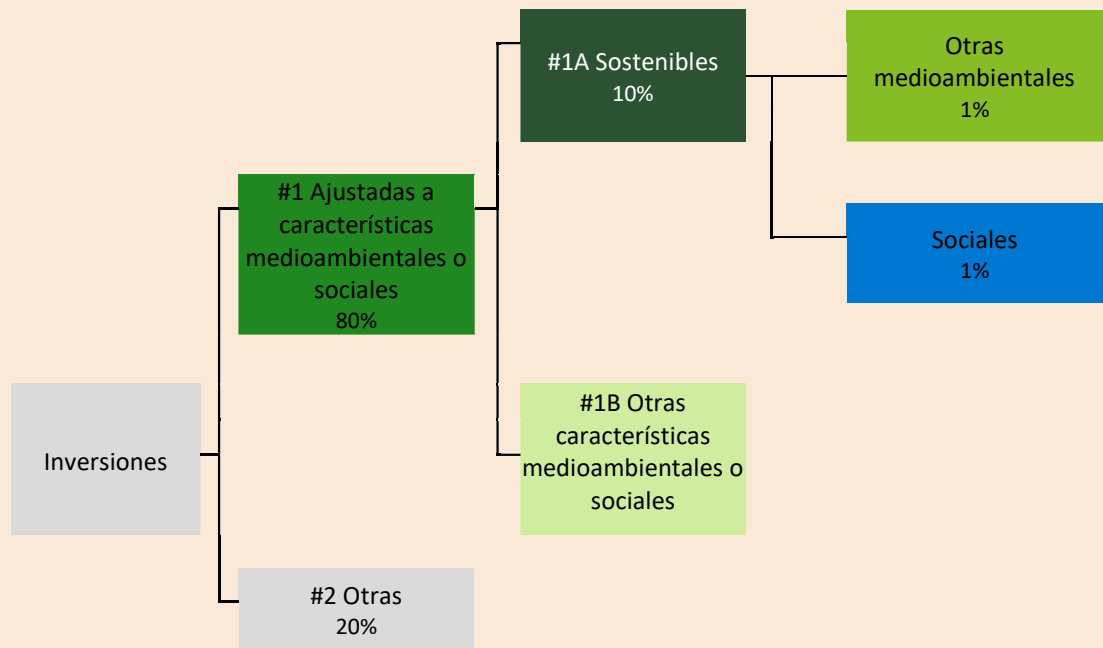 #1A Sostenibles
10%
Otras
medioambientales
1%
#1 Ajustadas a
características
medioambientales o
sociales
80%
Sociales
1%
Inversiones
#1B Otras
características
medioambientales o
sociales
#2 Otras
20%